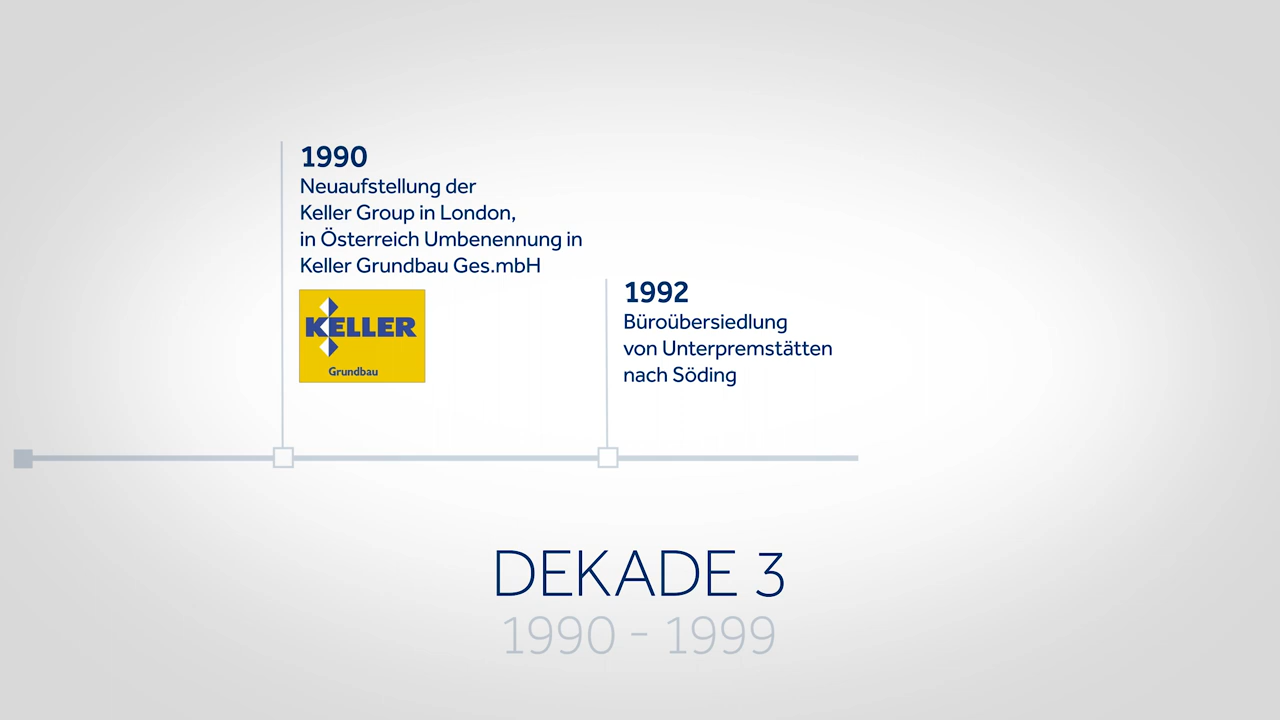 1990
Neuaufstellung der
Keller Group in London,
in Österreich Umbenennung in
Keller Grundbau Ges.mbH
KELLER
Grundbau
1992
Büroübersiedlung
von Unterpremstätten
nach Söding
DEKADE 3
1990 - 1999